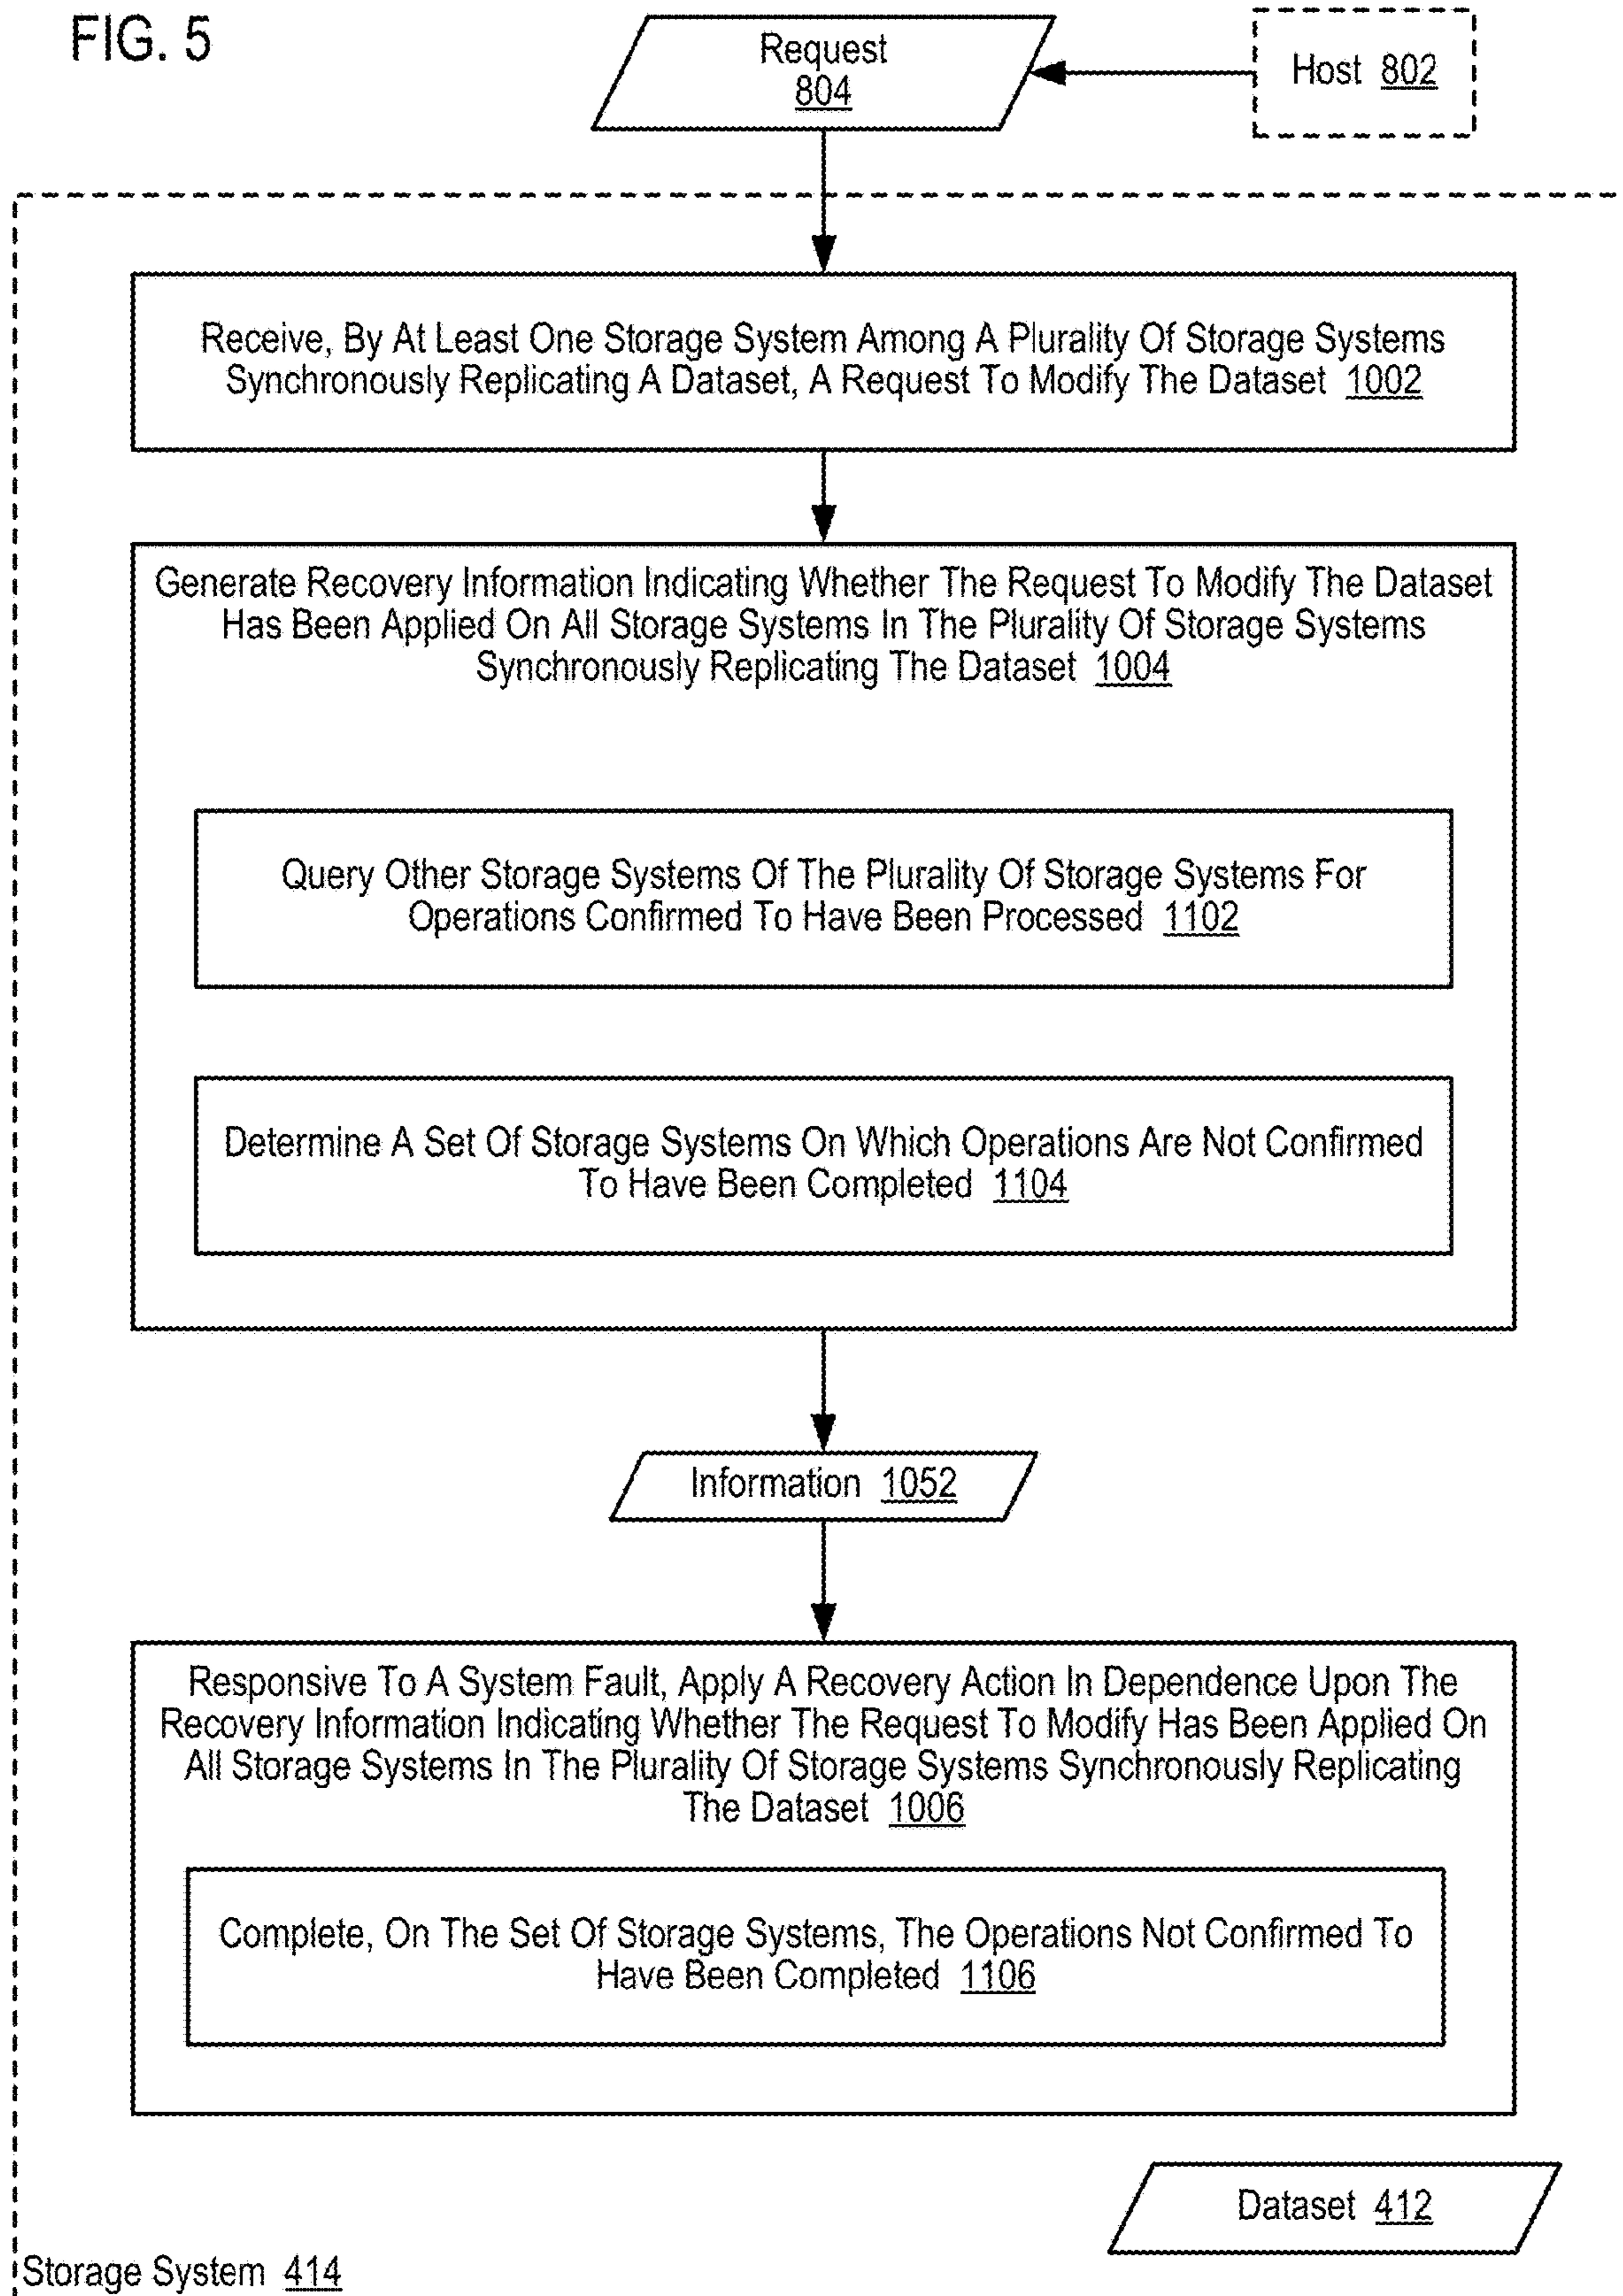 FIG. 5
Request
804
Host 802
Receive, By At Least One Storage System Among A Plurality Of Storage Systems
Synchronously Replicating A Dataset, A Request To Modify The Dataset 1002
Generate Recovery Information Indicating Whether The Request To Modify The Dataset
Has Been Applied On All Storage Systems In The Plurality Of Storage Systems
Synchronously Replicating The Dataset 1004
Query Other Storage Systems Of The Plurality Of Storage Systems For
Operations Confirmed To Have Been Processed 1102
Determine A Set Of Storage Systems On Which Operations Are Not Confirmed
To Have Been Completed 1104
Information 1052
Responsive To A System Fault, Apply A Recovery Action In Dependence Upon The
Recovery Information Indicating Whether The Request To Modify Has Been Applied On
All Storage Systems In The Plurality Of Storage Systems Synchronously Replicating
The Dataset 1006
Complete, On The Set Of Storage Systems, The Operations Not Confirmed To
Have Been Completed 1106
Dataset 412
Storage System 414